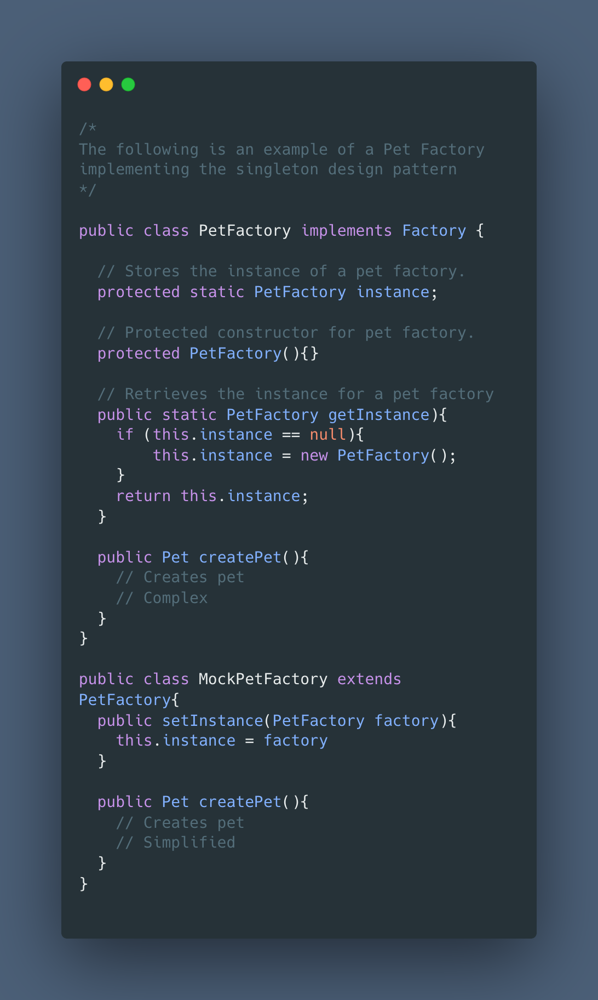 /*
The following is an example of a Pet Factory
implementing the singleton design pattern
*/
public class PetFactory implements Factory {
// Stores the instance of a pet factory.
protected static PetFactory instance;
// Protected constructor for pet factory.
protected PetFactory(){}
// Retrieves the instance for a pet factory
public static PetFactory getInstance){
if (this.instance == null){
this.instance = new PetFactory();
}
return this.instance;
}
public Pet createPet(){
// Creates pet
// Complex
}
}
public class MockPetFactory extends
PetFactory{
public setInstance(PetFactory factory){
this.instance = factory
}
public Pet createPet(){
// Creates pet
// Simplified
}
}